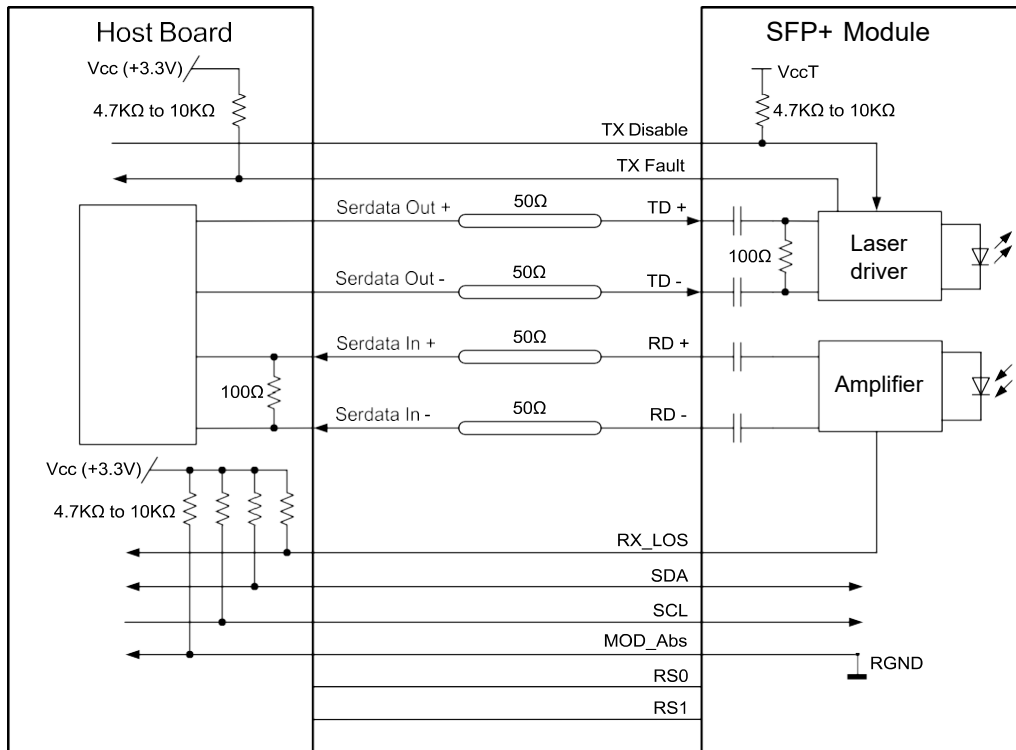 Host Board
SFP+ Module
Vcc (+3.3V)
VccT
4.7KΩ to 10KΩ
4.7KΩ to 10KΩ
TX Disable
TX Fault
Serdata Out +
50Ω
TD +
100Ω
Laser
driver
Serdata Out -
50Ω
TD -
Serdata In +
50Ω
RD +
100Ω
Amplifier
Serdata In -
50Ω
RD -
Vcc (+3.3V)
4.7KΩ to 10KΩ
RX_LOS
SDA
SCL
MOD_Abs
RGND
RS0
RS1